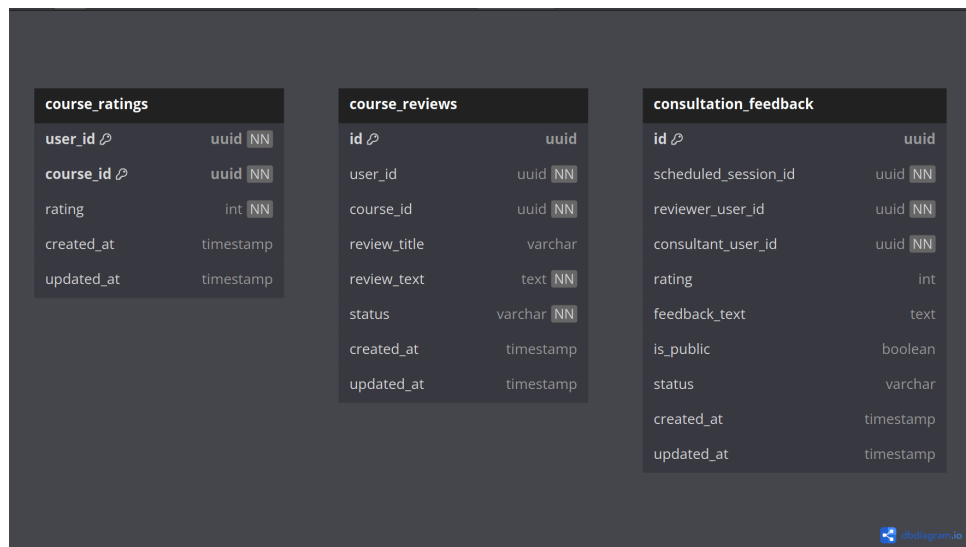 course_ratings
user_id uuid NN
course_id uuid NN
rating int NN
created_at timestamp
updated_at timestamp
course_reviews
id uuid
user_id uuid NN
course_id uuid NN
review_title varchar
review_text text NN
status varchar NN
created_at timestamp
updated_at timestamp
consultation_feedback
id uuid
scheduled_session_id uuid NN
reviewer_user_id uuid NN
consultant_user_id uuid NN
rating int
feedback_text text
is_public boolean
status varchar
created_at timestamp
updated_at timestamp
dbdiagram.io